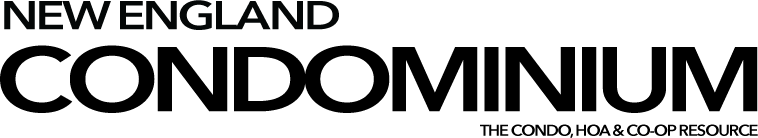 NEW ENGLAND
CONDOMINIUM
THE CONDO, HOA & CO-OP RESOURCE